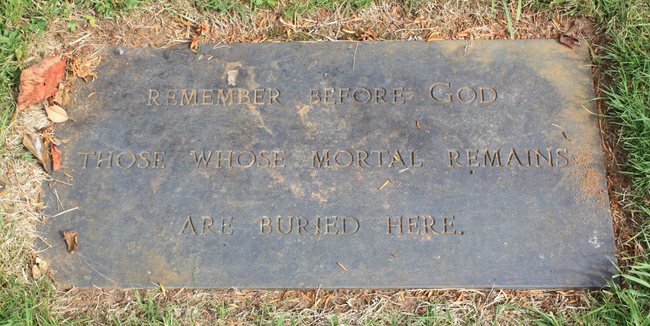 REMEMBER BEFORE GOD
THOSE WHOSE MORTAL REMAINS
ARE BURIED HERE.